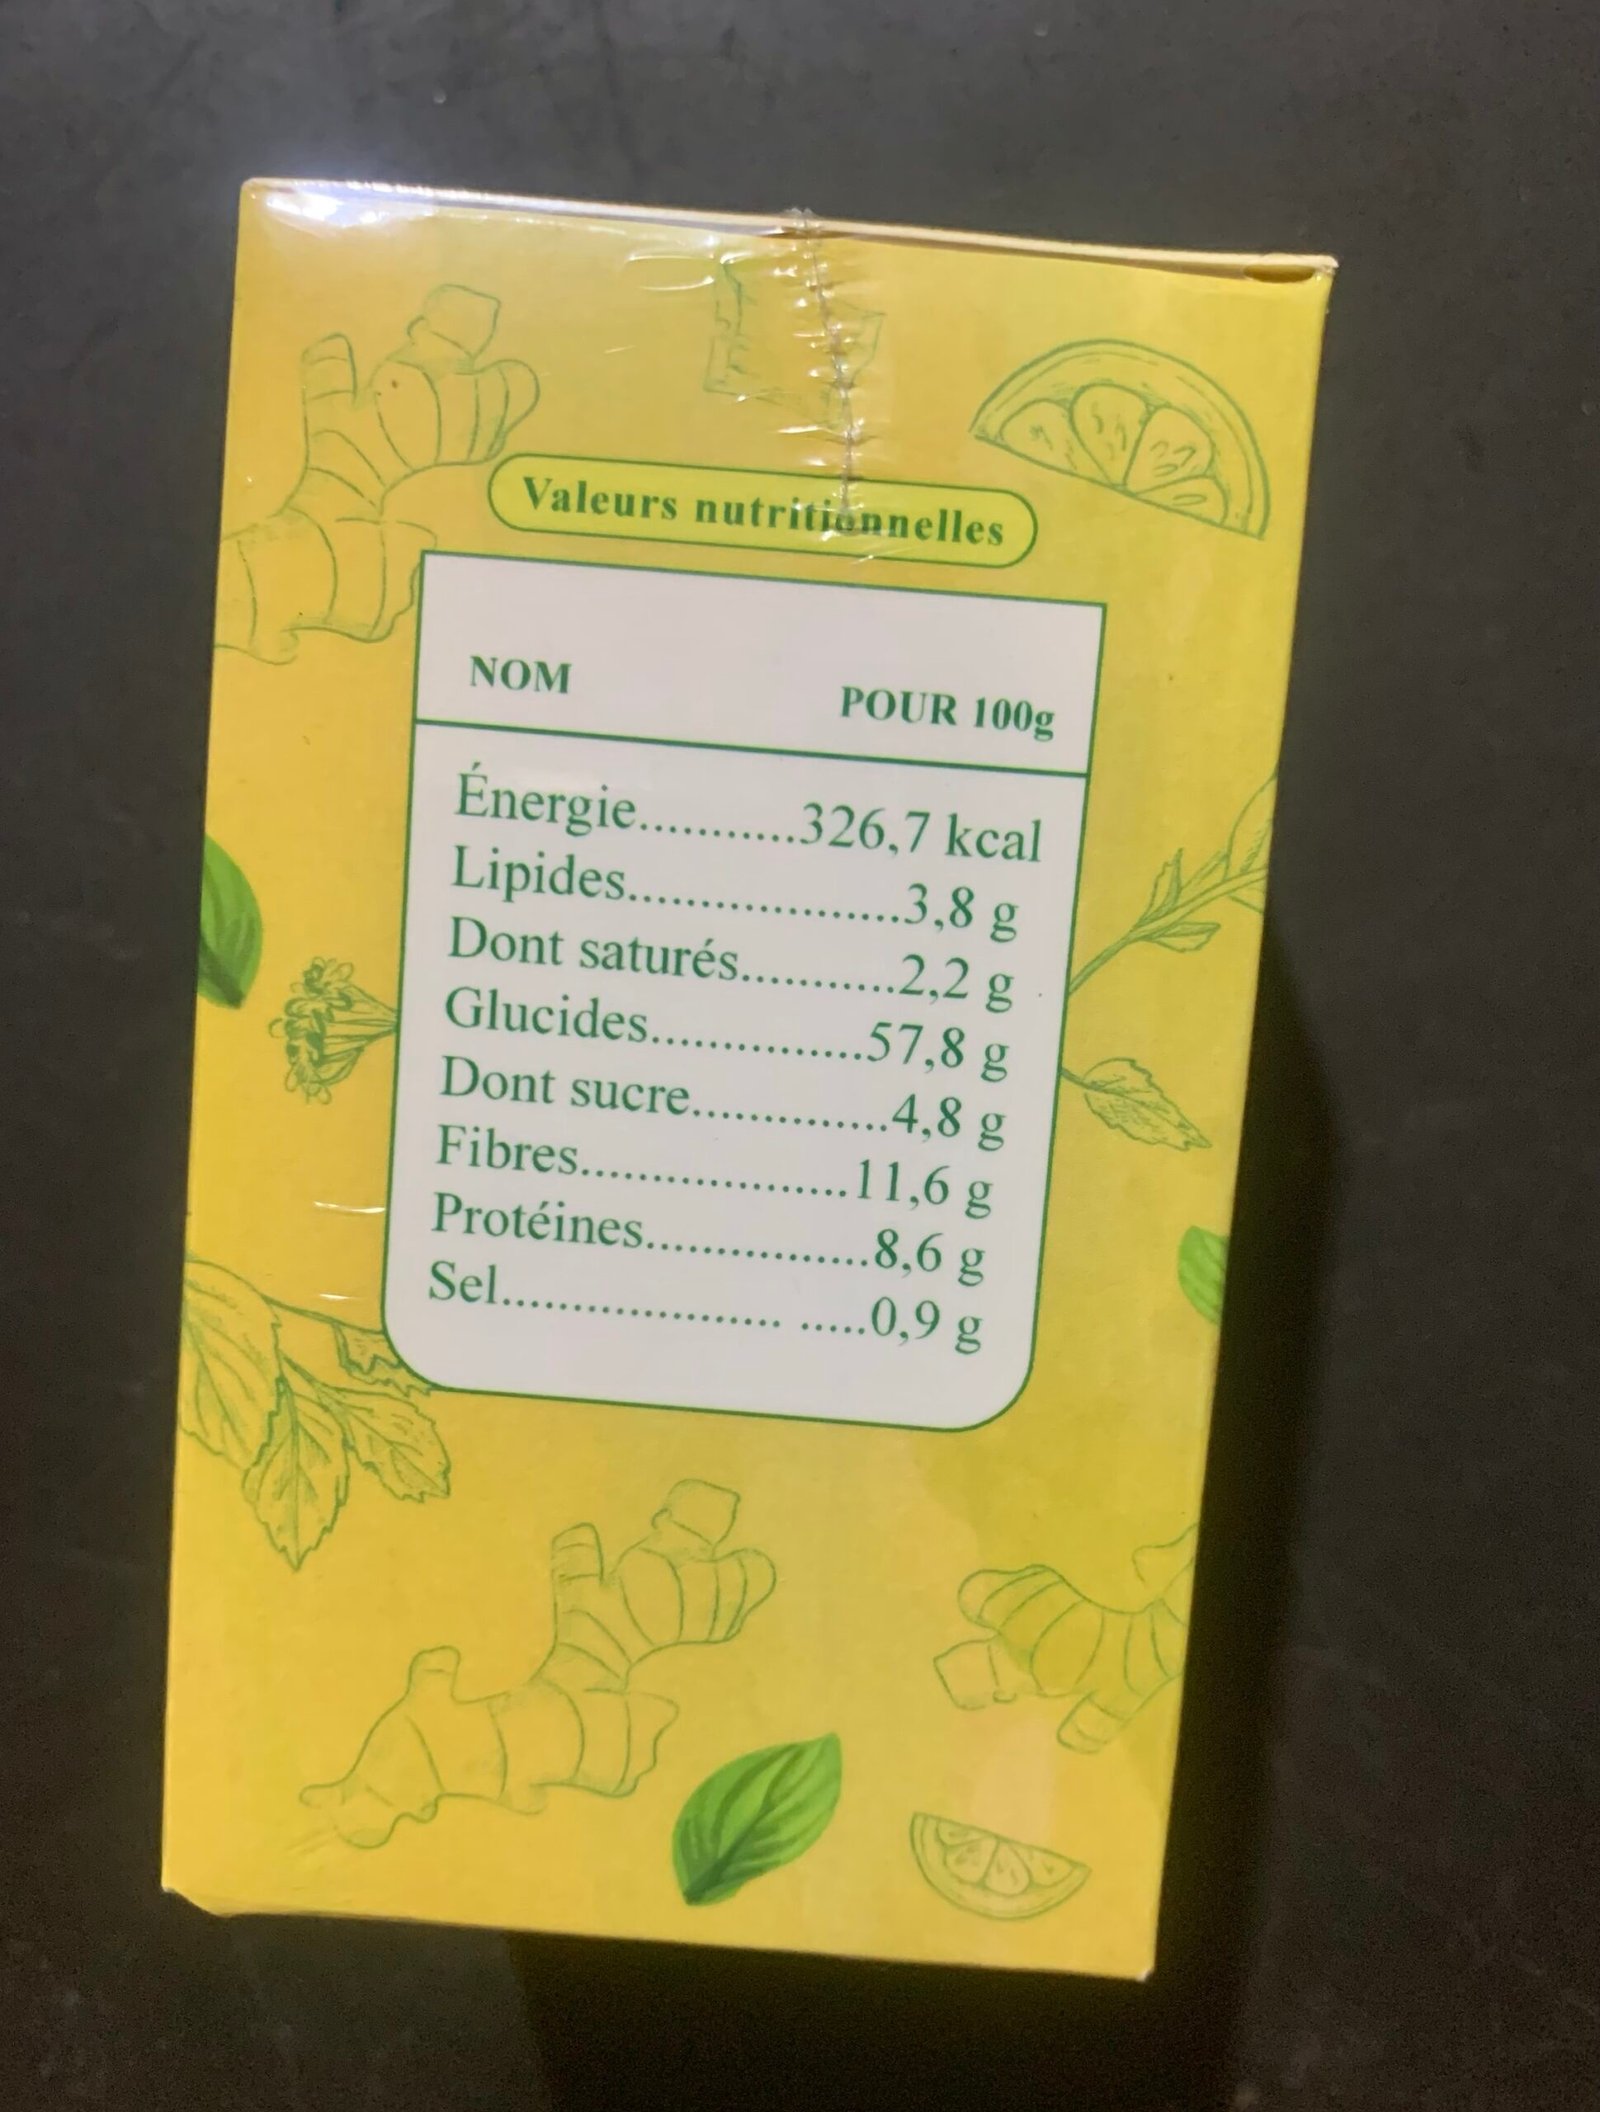 Valeurs nutritionnelles
NOM POUR 100g
Énergie...........326,7 kcal
Lipides...................3,8 g
Dont saturés...........2,2 g
Glucides...............57,8 g
Dont sucre..............4,8 g
Fibres...................11,6 g
Protéines................8,6 g
Sel.................... .....0,9 g